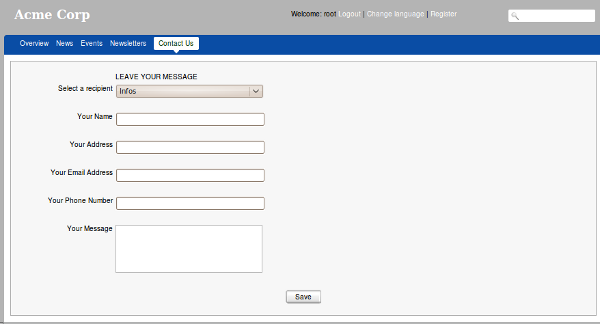 Acme Corp
Welcome: root Logout | Change language | Register
Overview News Events Newsletters Contact Us
LEAVE YOUR MESSAGE
Select a recipient Infos
Your Name
Your Address
Your Email Address
Your Phone Number
Your Message
Save